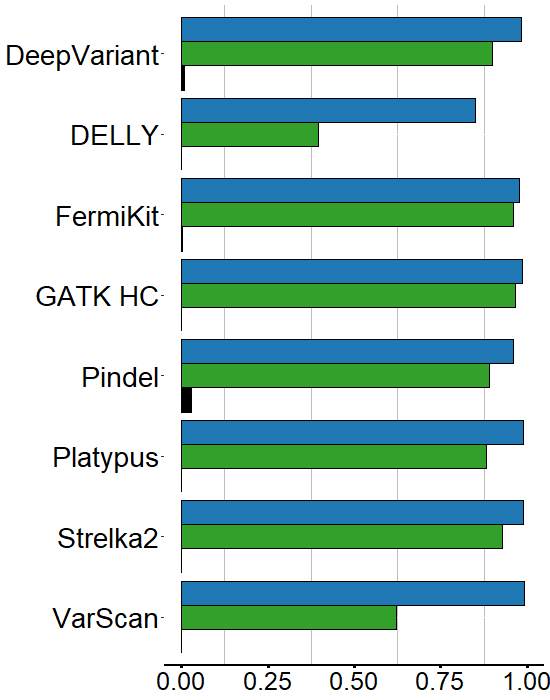 DeepVariant
DELLY
FermiKit
GATK HC
Pindel
Platypus
Strelka2
VarScan
0.00 0.25 0.50 0.75 1.00